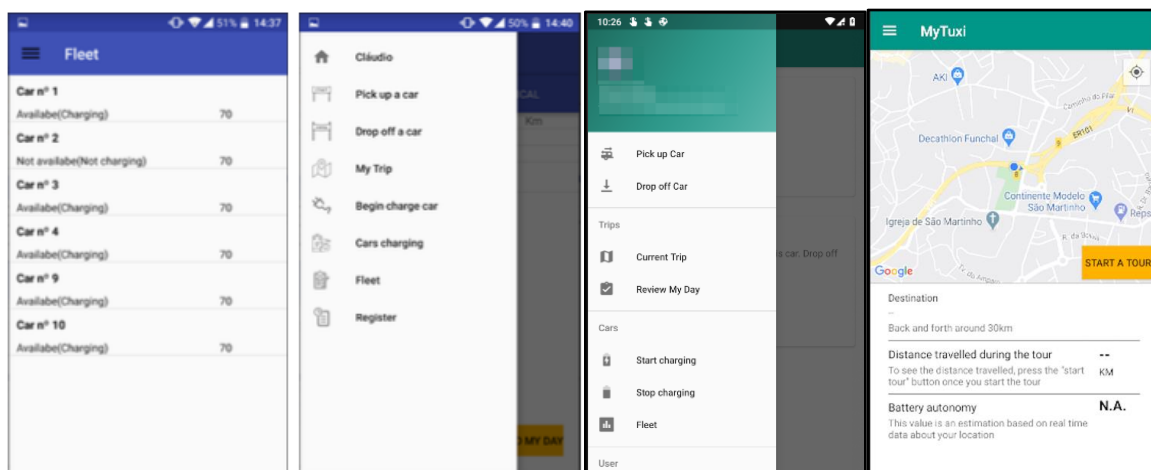 51% 14:37
Fleet
Car nº 1
Availabe(Charging) 70
Car nº 2
Not availabe(Not charging) 70
Car nº 3
Availabe(Charging) 70
Car nº 4
Availabe(Charging) 70
Car nº 9
Availabe(Charging) 70
Car nº 10
Availabe(Charging) 70
50% 14:40
Cláudio
Pick up a car
Drop off a car
My Trip
Begin charge car
Cars charging
Fleet
Register
ICAL
Km
D MY DAY
10:26
Pick up Car
Drop off Car
Trips
Current Trip
Review My Day
Cars
Start charging
Stop charging
Fleet
User
s car. Drop off
MyTuxi
AKI
Caminho do Pilar
V1
ER101
Decathlon Funchal
Continente Modelo
São Martinho
Igreja de São Martinho
Reps
START A TOUR
Google
Destination
--
Back and forth around 30km
Distance travelled during the tour --
To see the distance travelled, press the "start KM
tour" button once you start the tour
Battery autonomy N.A.
This value is an estimation based on real time
data about your location